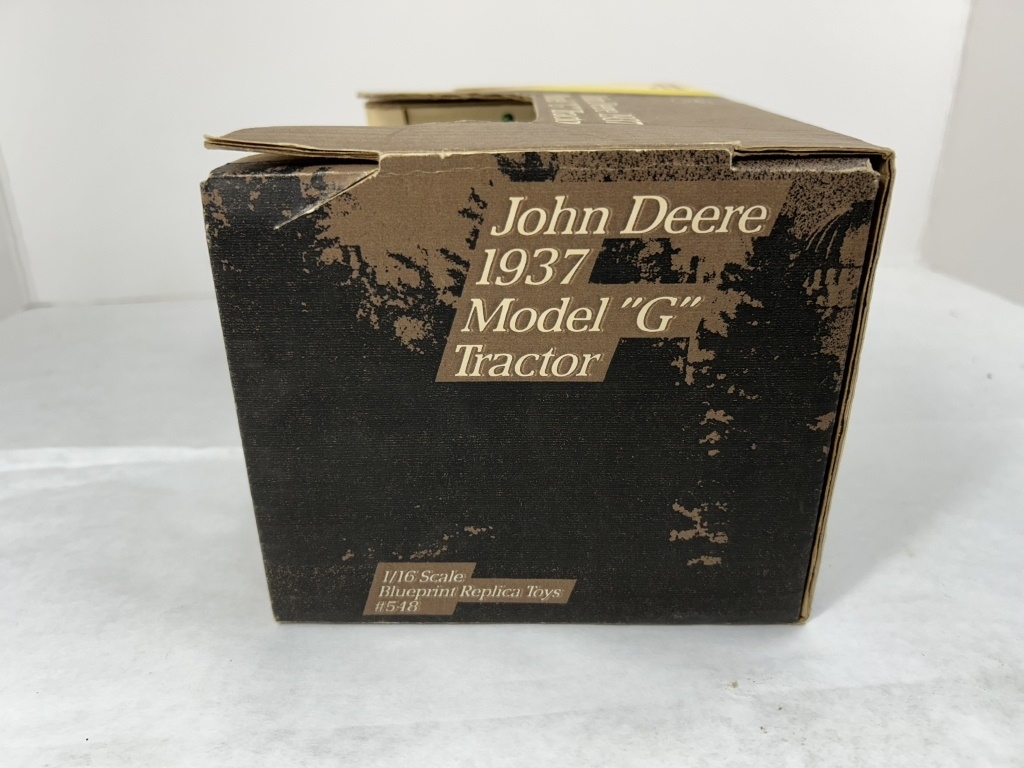 John Deere
1937
Model "G"
Tractor
1/16 Scale
Blueprint Replica Toys
#548